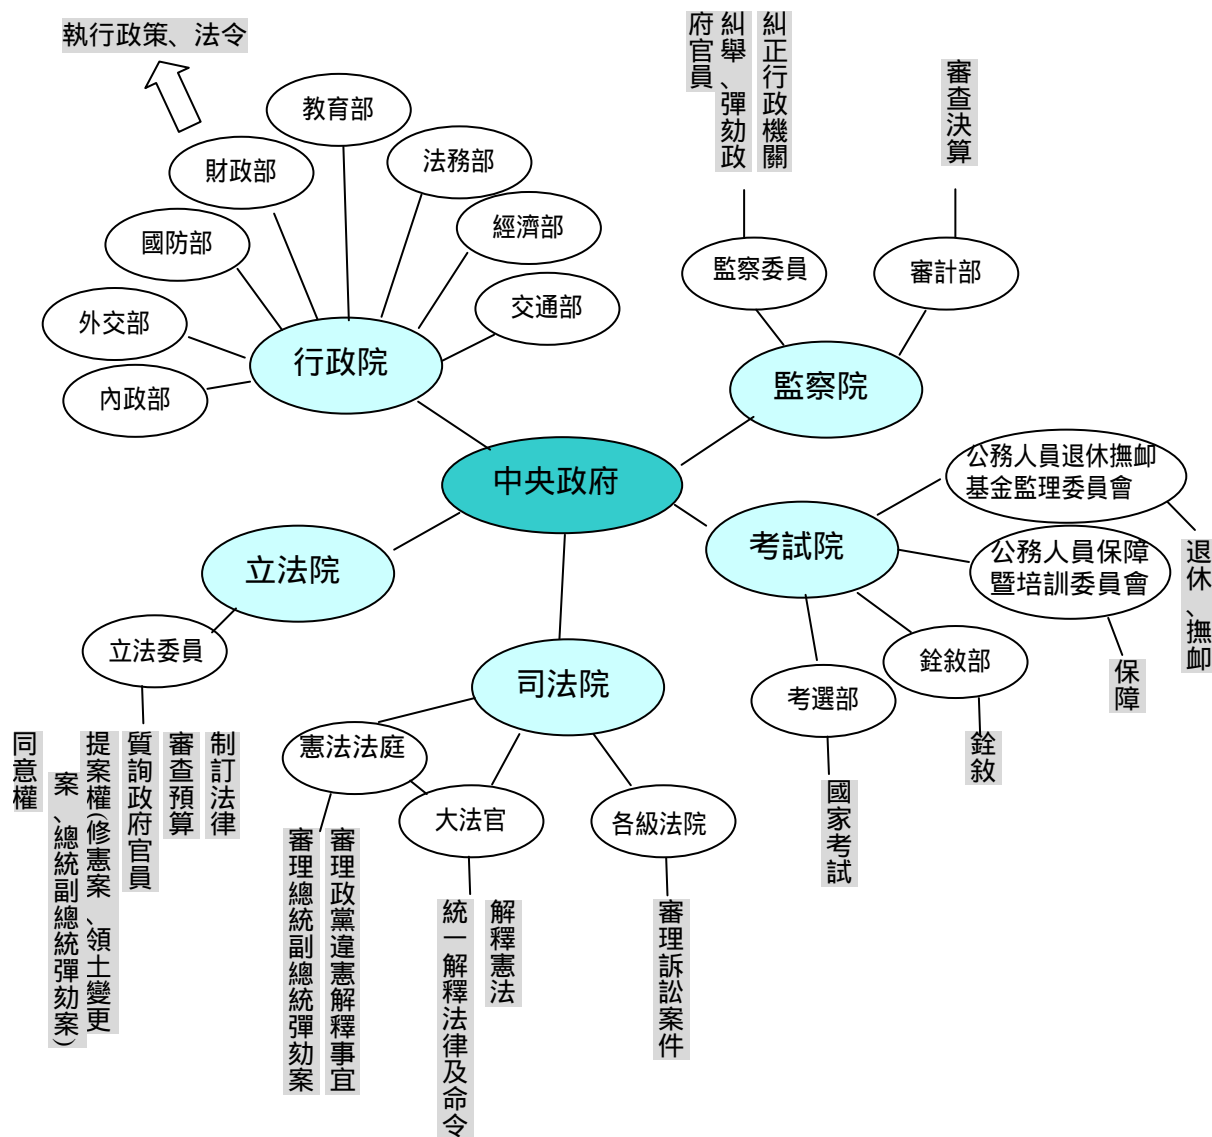 執行政策、法令
教育部
財政部
法務部
國防部
經濟部
外交部
交通部
內政部
行政院
糾正行政機關
糾舉、彈劾政
府官員
審查決算
監察委員
審計部
監察院
中央政府
公務人員退休撫卹
基金監理委員會
退休、撫卹
考試院
公務人員保障
暨培訓委員會
保障
銓敘部
銓敘
考選部
國家考試
立法院
立法委員
制訂法律
審查預算
質詢政府官員
提案權(修憲案、領土變更
案、總統副總統彈劾案)
同意權
司法院
憲法法庭
審理政黨違憲解釋事宜
審理總統副總統彈劾案
大法官
解釋憲法
統一解釋法律及命令
各級法院
審理訴訟案件